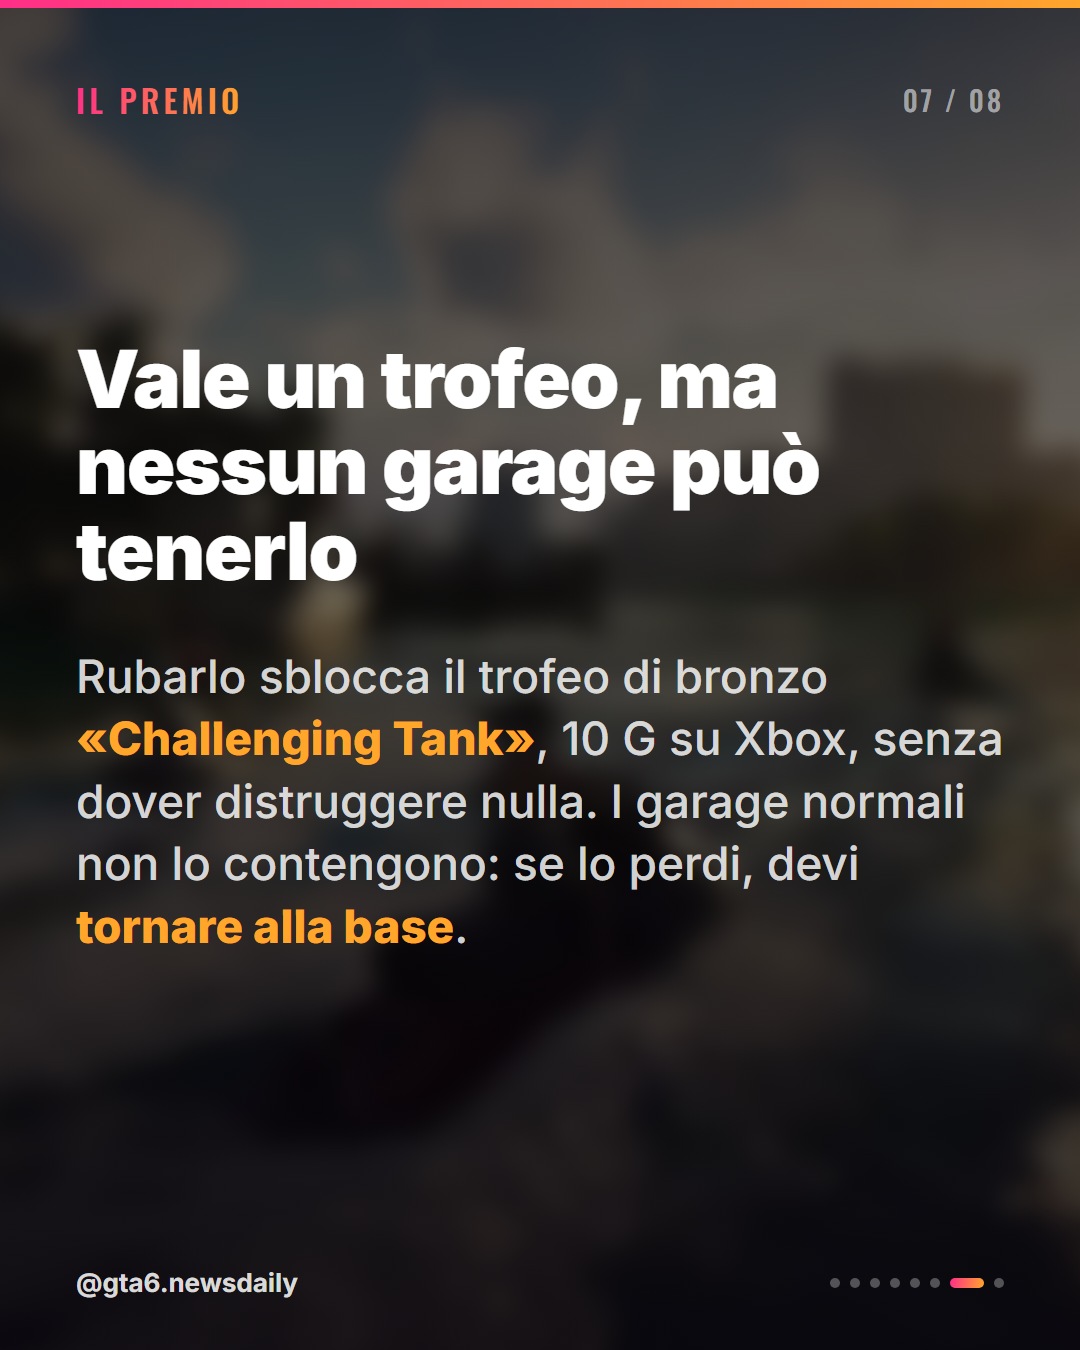 IL PREMIO
07 / 08
Vale un trofeo, ma
nessun garage può
tenerlo
Rubarlo sblocca il trofeo di bronzo
«Challenging Tank», 10 G su Xbox, senza
dover distruggere nulla. I garage normali
non lo contengono: se lo perdi, devi
tornare alla base.
@gta6.newsdaily